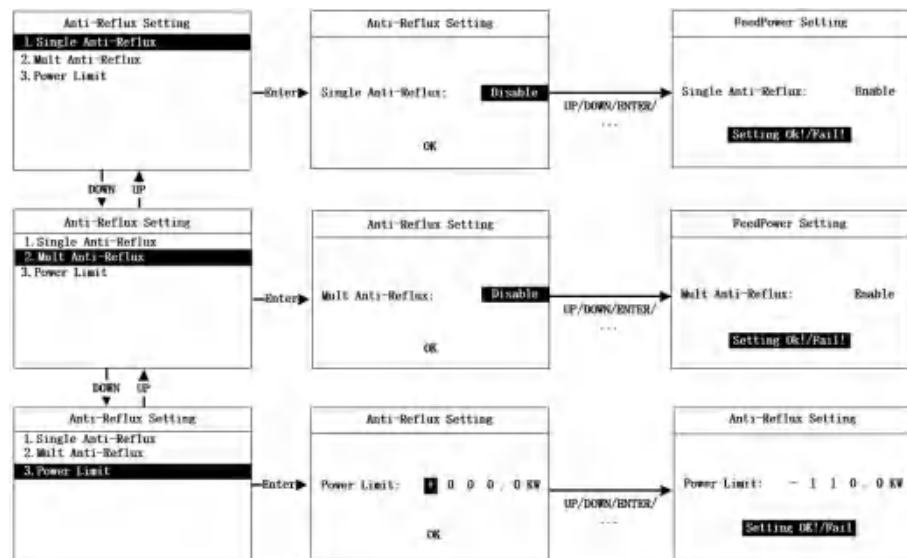 Anti-Reflux Setting
1. Single Anti-Reflux
2. Mult Anti-Reflux
3. Power Limit
Enter
Anti-Reflux Setting
Single Anti-Reflux: Disable
OK
UP/DOWN/ENTER/
...
FeedPower Setting
Single Anti-Reflux: Enable
Setting Ok!/Fail!
DOWN UP
Anti-Reflux Setting
1. Single Anti-Reflux
2. Mult Anti-Reflux
3. Power Limit
Enter
Anti-Reflux Setting
Mult Anti-Reflux: Disable
OK
UP/DOWN/ENTER/
...
FeedPower Setting
Mult Anti-Reflux: Enable
Setting Ok!/Fail!
DOWN UP
Anti-Reflux Setting
1. Single Anti-Reflux
2. Mult Anti-Reflux
3. Power Limit
Enter
Anti-Reflux Setting
Power Limit: 0 0 0 . 0 KW
OK
UP/DOWN/ENTER/
...
Anti-Reflux Setting
Power Limit: - 1 1 0 . 0 KW
Setting OK!/Fail